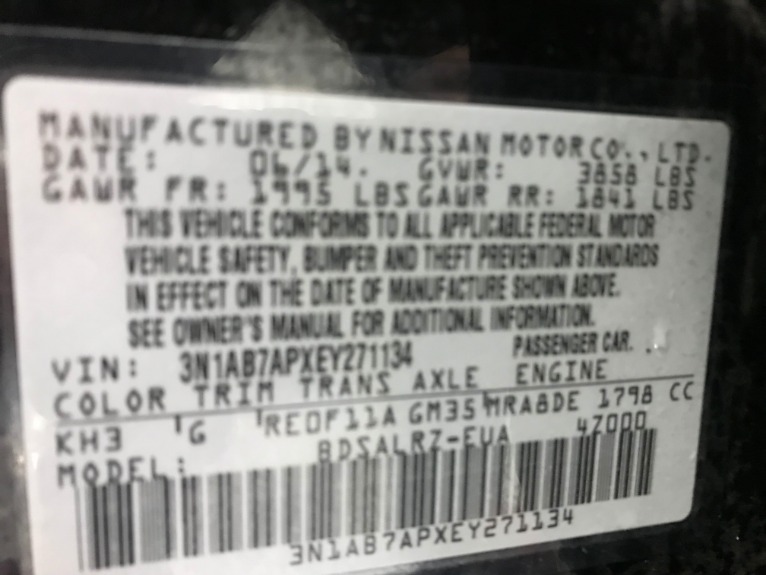 MANUFACTURED BY NISSAN MOTOR CO., LTD.
DATE: 06/14. GVWR: 3858 LBS
GAWR FR: 1995 LBS GAWR RR: 1841 LBS
THIS VEHICLE CONFORMS TO ALL APPLICABLE FEDERAL MOTOR
VEHICLE SAFETY, BUMPER AND THEFT PREVENTION STANDARDS
IN EFFECT ON THE DATE OF MANUFACTURE SHOWN ABOVE.
SEE OWNER'S MANUAL FOR ADDITIONAL INFORMATION.
VIN: 3N1AB7APXEY271134 PASSENGER CAR.
COLOR TRIM TRANS AXLE ENGINE
KH3 G RE0F11A GM35 MRA8DE 1798 CC
MODEL: BDSALRZ-EUA 4Z000
3N1AB7APXEY271134